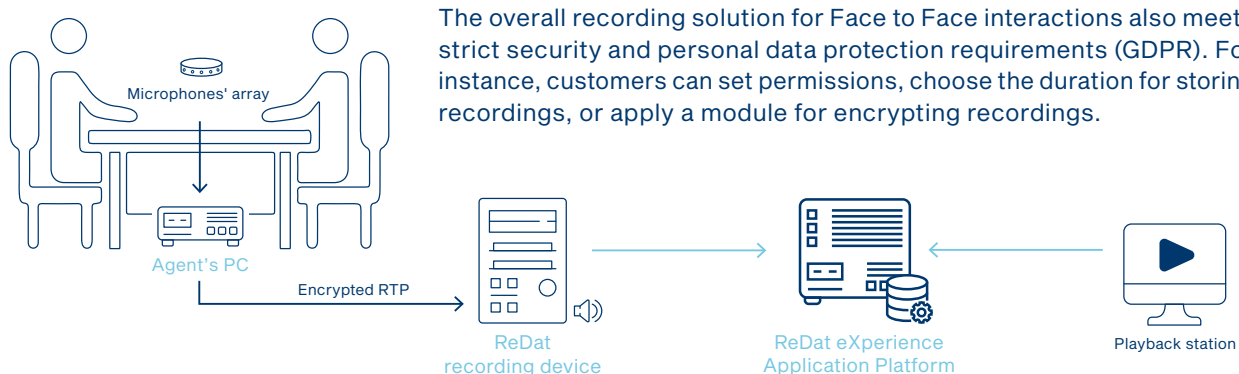 The overall recording solution for Face to Face interactions also meet
strict security and personal data protection requirements (GDPR). Fo
instance, customers can set permissions, choose the duration for storin
recordings, or apply a module for encrypting recordings.
Microphones' array
Agent's PC
Encrypted RTP
ReDat
recording device
ReDat eXperience
Application Platform
Playback station